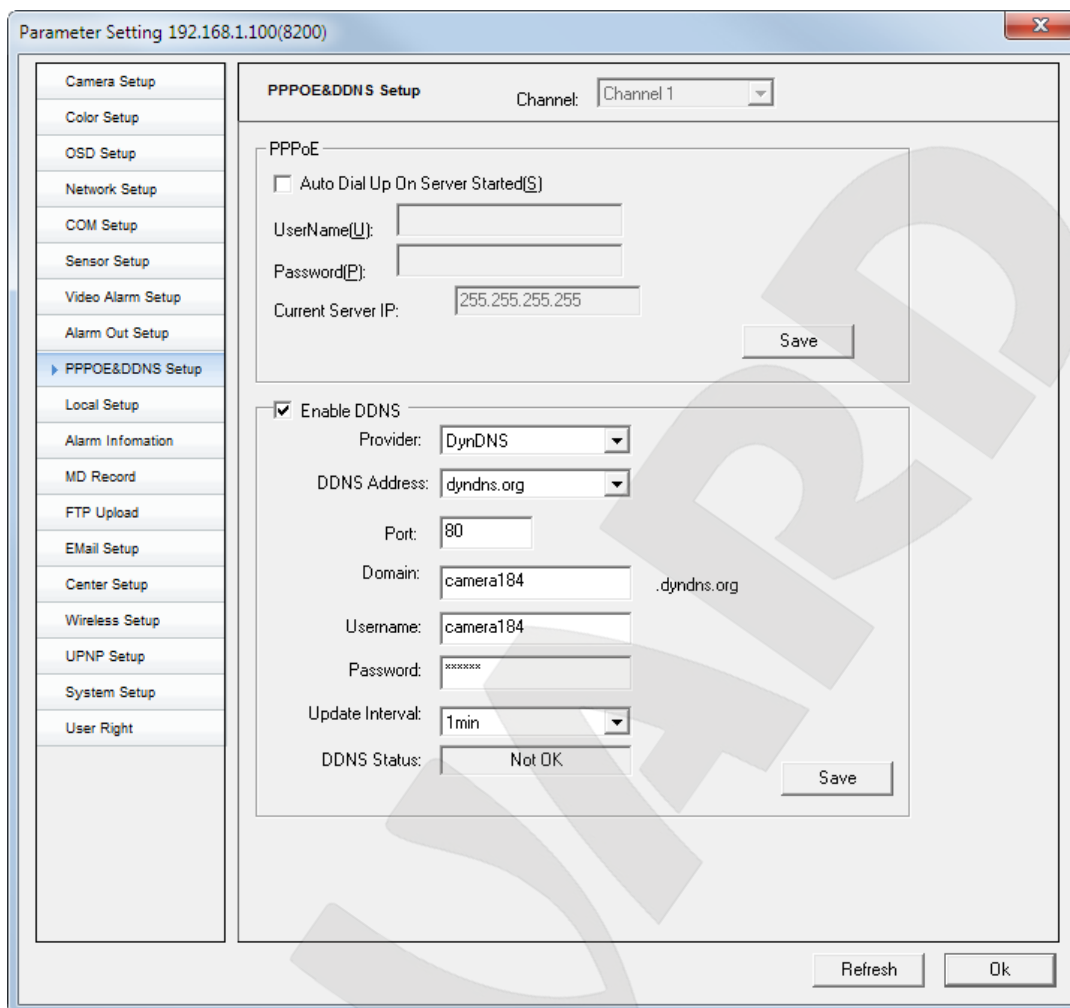 Parameter Setting 192.168.1.100(8200)
X
Camera Setup
Color Setup
OSD Setup
Network Setup
COM Setup
Sensor Setup
Video Alarm Setup
Alarm Out Setup
PPPOE&DDNS Setup
Local Setup
Alarm Infomation
MD Record
FTP Upload
EMail Setup
Center Setup
Wireless Setup
UPNP Setup
System Setup
User Right
PPPOE&DDNS Setup Channel: Channel 1
PPPoE
Auto Dial Up On Server Started(S)
UserName(U):
Password(P):
Current Server IP: 255.255.255.255
Save
Enable DDNS
Provider: DynDNS
DDNS Address: dyndns.org
Port: 80
Domain: camera184 .dyndns.org
Username: camera184
Password: ××××××
Update Interval: 1min
DDNS Status: Not OK
Save
Refresh Ok
VARD